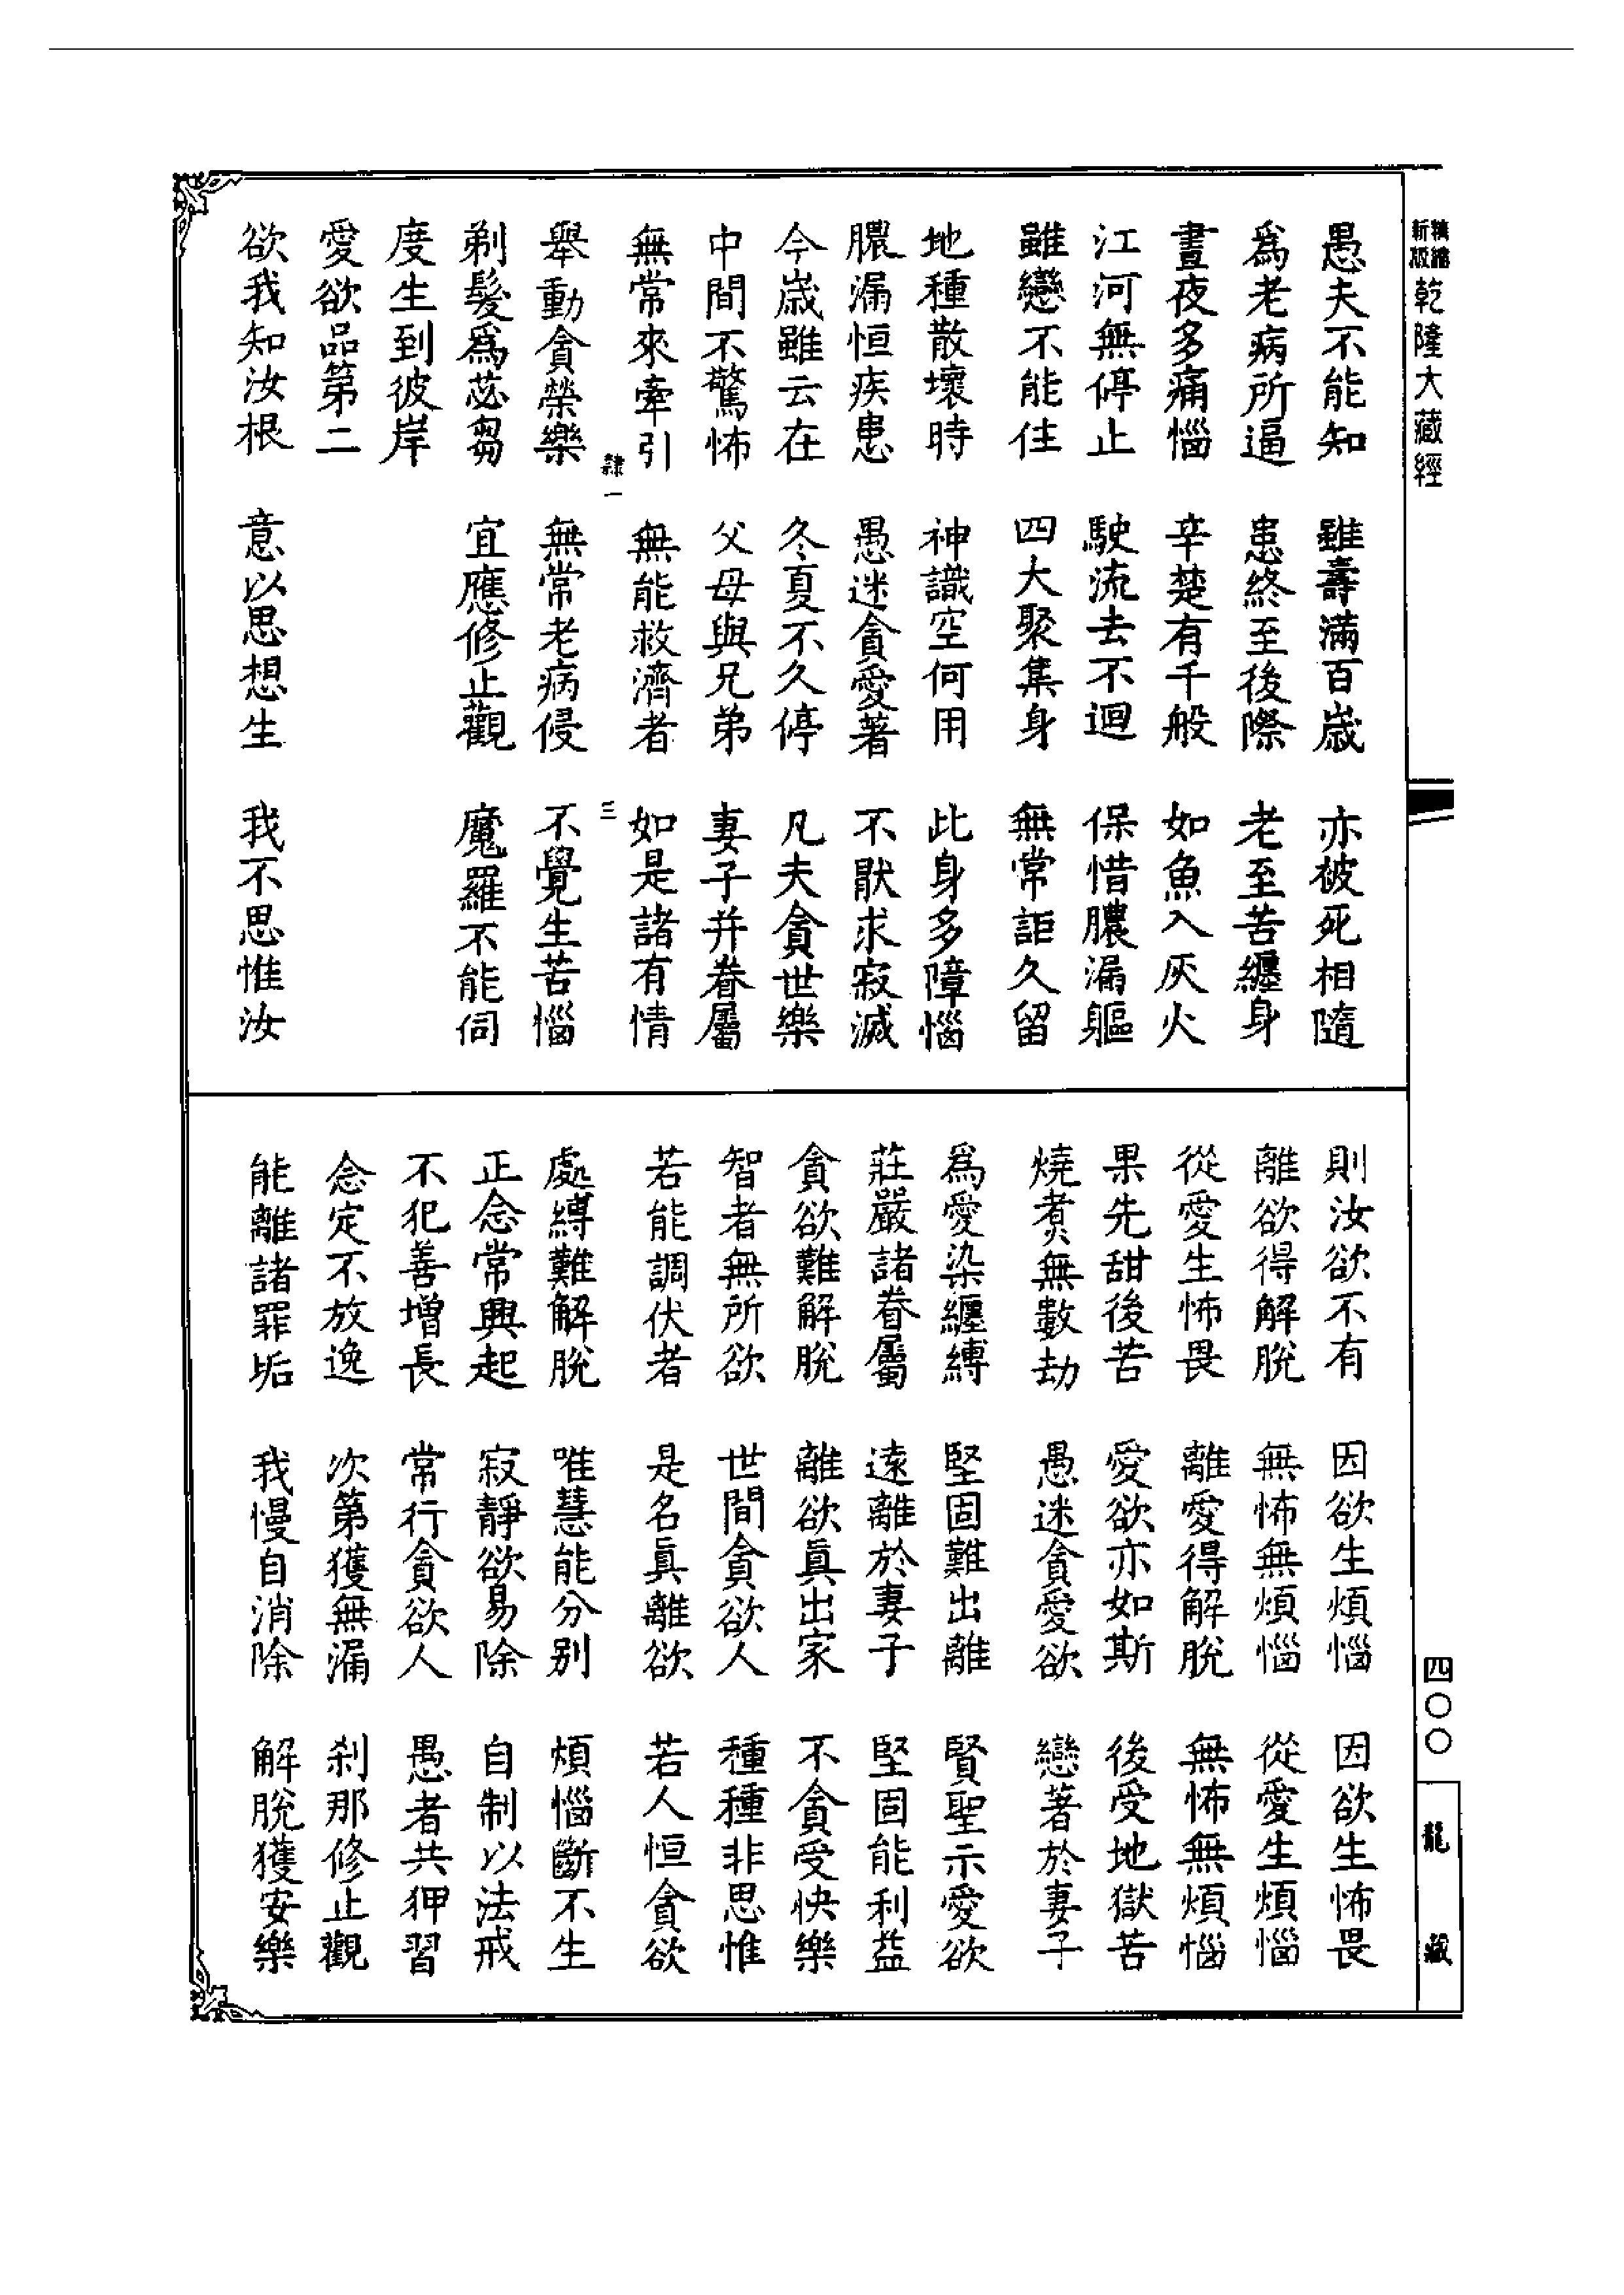 新版 精縮 乾隆大藏經
愚夫不能知 雖壽滿百歲 亦被死相隨
爲老病所逼 患終至後際 老至苦纏身
晝夜多痛惱 辛楚有千般 如魚入灰火
江河無停止 駛流去不迴 保惜膿漏軀
雖戀不能住 四大聚集身 無常詎久留
地種散壞時 神識空何用 此身多障惱
膿漏恒疾患 愚迷貪愛著 不猒求寂滅
今歲雖云在 冬夏不久停 凡夫貪世樂
中間不驚怖 父母與兄弟 妻子并眷屬
無常來牽引 無能救濟者 如是諸有情
隸一 三
舉動貪榮樂 無常老病侵 不覺生苦惱
剃髮爲苾芻 宜應修止觀 魔羅不能伺
度生到彼岸
愛欲品第二
欲我知汝根 意以思想生 我不思惟汝
則汝欲不有 因欲生煩惱 因欲生怖畏
離欲得解脫 無怖無煩惱 從愛生煩惱
從愛生怖畏 離愛得解脫 無怖無煩惱
果先甜後苦 愛欲亦如斯 後受地獄苦
燒煑無數劫 愚迷貪愛欲 戀著於妻子
爲愛染纏縛 堅固難出離 賢聖示愛欲
莊嚴諸眷屬 遠離於妻子 堅固能利益
貪欲難解脫 離欲眞出家 不貪受快樂
智者無所欲 世間貪欲人 種種非思惟
若能調伏者 是名眞離欲 若人恒貪欲
處縛難解脫 唯慧能分別 煩惱斷不生
正念常興起 寂靜欲易除 自制以法戒
不犯善增長 常行貪欲人 愚者共狎習
念定不放逸 次第獲無漏 刹那修止觀
能離諸罪垢 我慢自消除 解脫獲安樂
四〇〇
龍藏